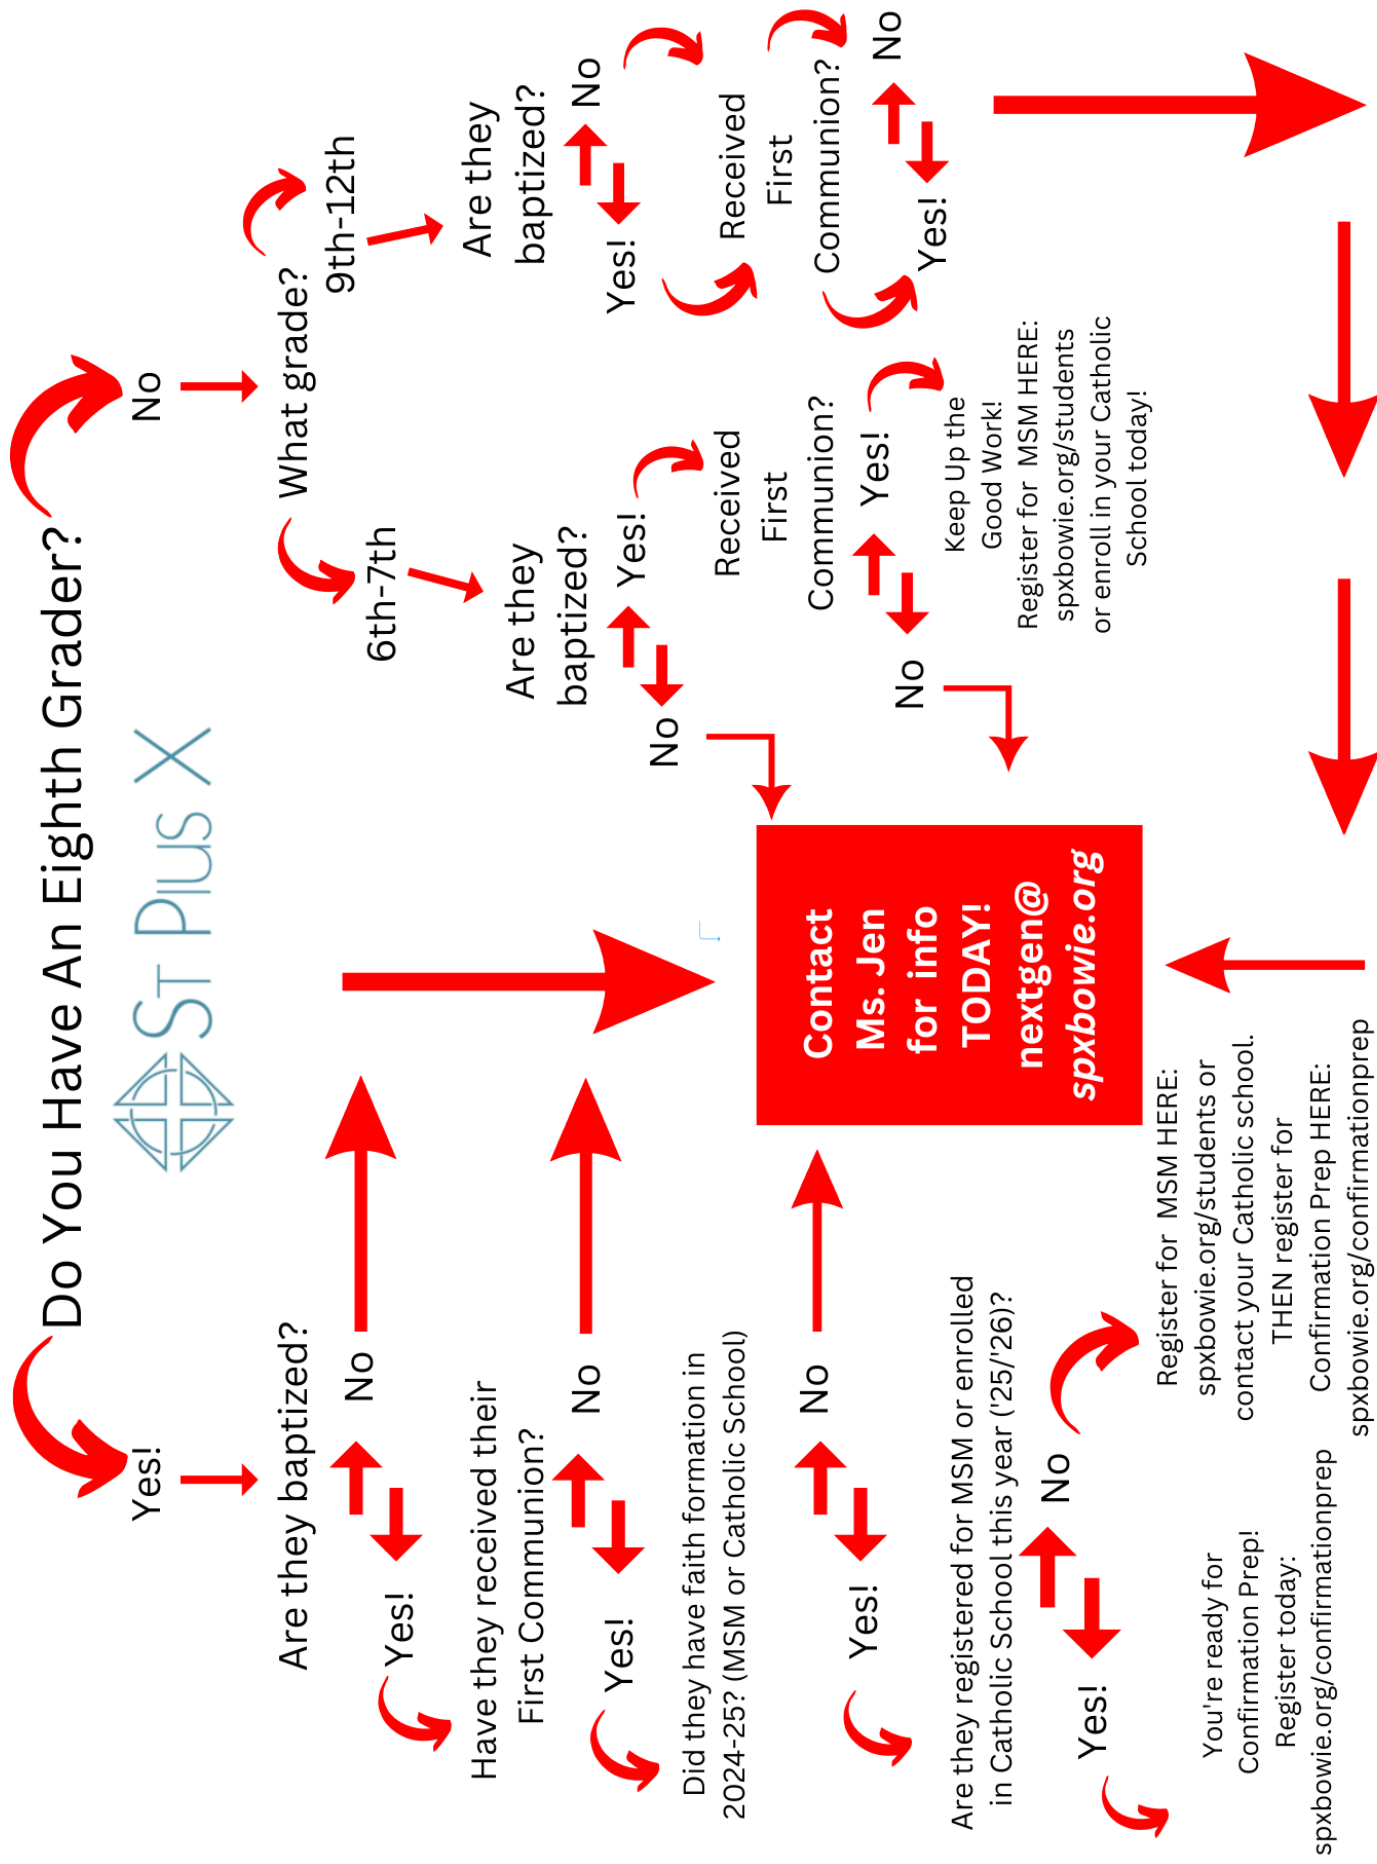 Do You Have An Eighth Grader?
ST PIUS X
Yes!
Are they baptized?
No
Yes!
Have they received their
First Communion?
No
Yes!
Did they have faith formation in
2024-25? (MSM or Catholic School)
No
Yes!
Are they registered for MSM or enrolled
in Catholic School this year ('25/'26)?
No
Yes!
You're ready for
Confirmation Prep!
Register today:
spxbowie.org/confirmationprep
Register for MSM HERE:
spxbowie.org/students or
contact your Catholic school.
THEN register for
Confirmation Prep HERE:
spxbowie.org/confirmationprep
Contact
Ms. Jen
for info
TODAY!
nextgen@
spxbowie.org
No
What grade?
6th-7th
Are they
baptized?
Yes!
No
Received
First
Communion?
Yes!
No
Keep Up the
Good Work!
Register for MSM HERE:
spxbowie.org/students
or enroll in your Catholic
School today!
9th-12th
Are they
baptized?
No
Yes!
Received
First
Communion?
No
Yes!